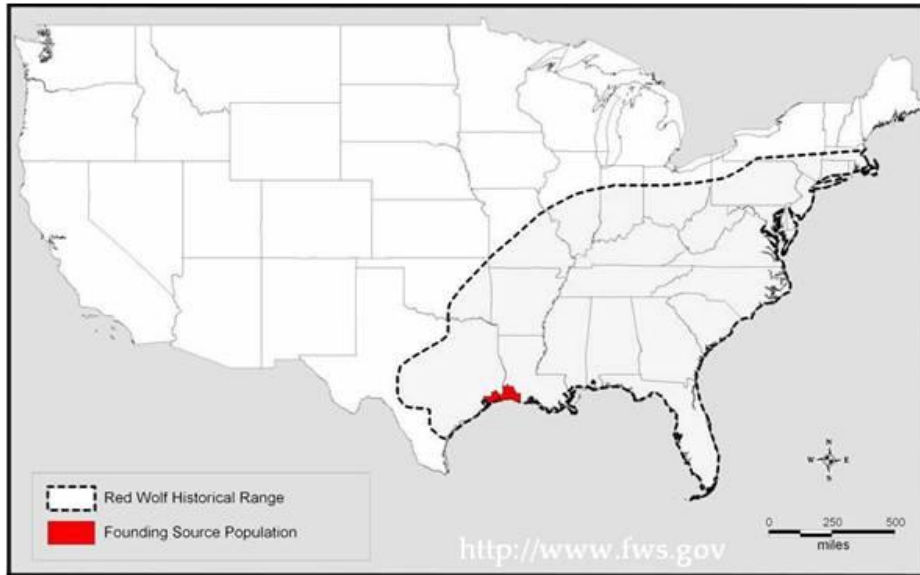 N
W E
S
Red Wolf Historical Range
Founding Source Population
0 250 500
miles
http://www.fws.gov